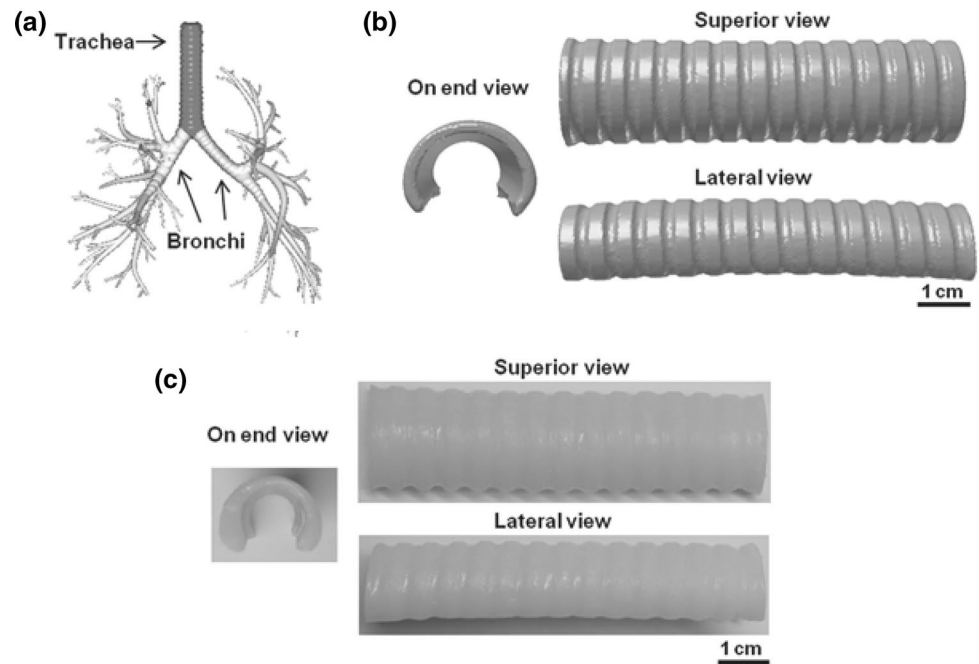 (a)
Trachea
Bronchi
(b)
Superior view
On end view
Lateral view
1 cm
(c)
Superior view
On end view
Lateral view
1 cm